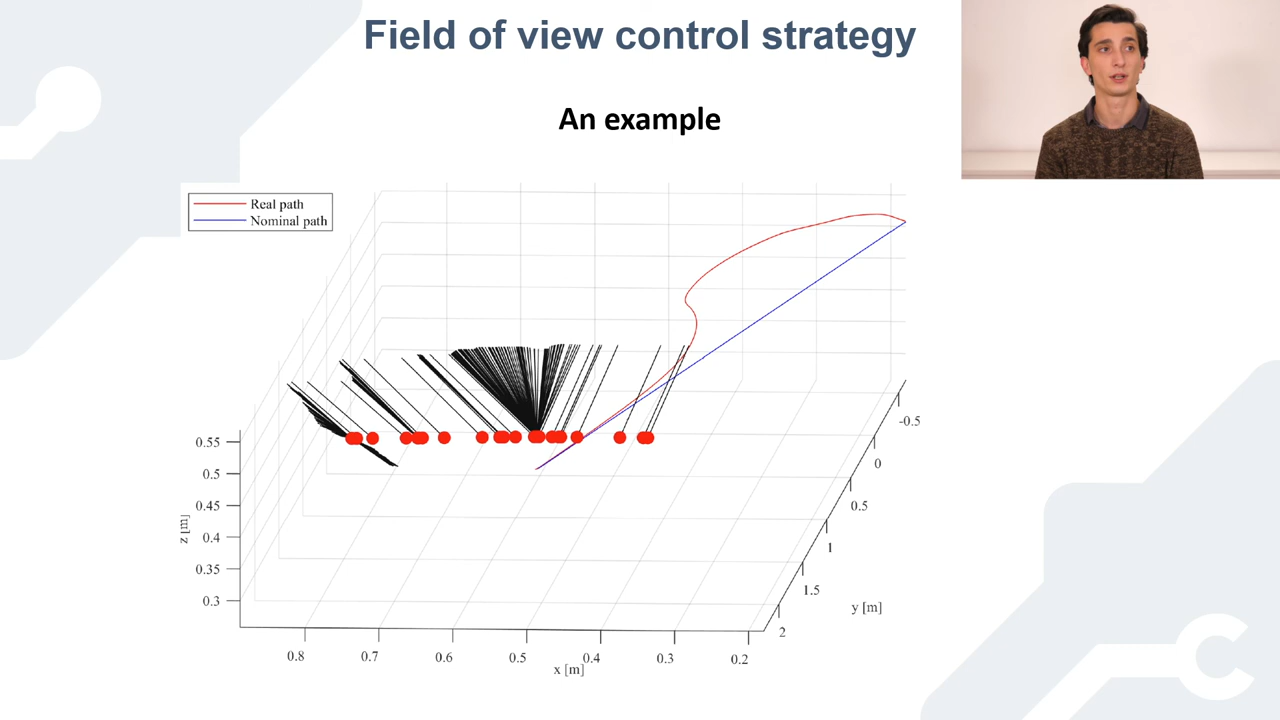 Field of view control strategy
An example
Real path
Nominal path
0.55
0.5
0.45
0.4
0.35
0.3
z [m]
0.8
0.7
0.6
0.5
0.4
0.3
0.2
x [m]
-0.5
0
0.5
1
1.5
2
y [m]